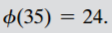 ϕ(35) = 24.